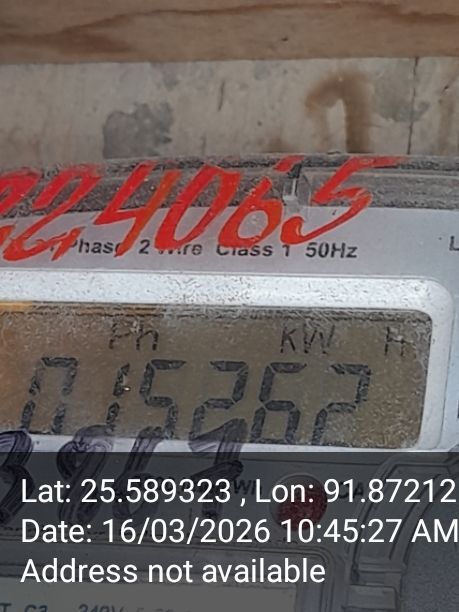 224065
Phase 2 Wire Class 1 50Hz
Ph KW H
015262
Lat: 25.589323 , Lon: 91.87212
Date: 16/03/2026 10:45:27 AM
Address not available